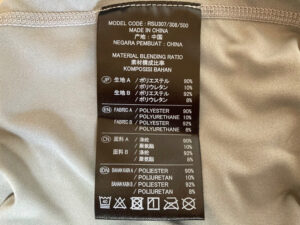 MODEL CODE : RSU307/308/500
MADE IN CHINA
产地 : 中国
NEGARA PEMBUAT : CHINA
MATERIAL BLENDING RATIO
素材構成比率
KOMPOSISI BAHAN
JP 生地 A / ポリエステル 90%
/ ポリウレタン 10%
生地 B / ポリエステル 92%
/ ポリウレタン 8%
EN FABRIC A / POLYESTER 90%
/ POLYURETHANE 10%
FABRIC B / POLYESTER 92%
/ POLYURETHANE 8%
CN 面料 A / 涤纶 90%
/ 聚氨酯 10%
面料 B / 涤纶 92%
/ 聚氨酯 8%
BAHAN KAIN A / POLIESTER 90%
/ POLIURETAN 10%
BAHAN KAIN B / POLIESTER 92%
/ POLIURETAN 8%